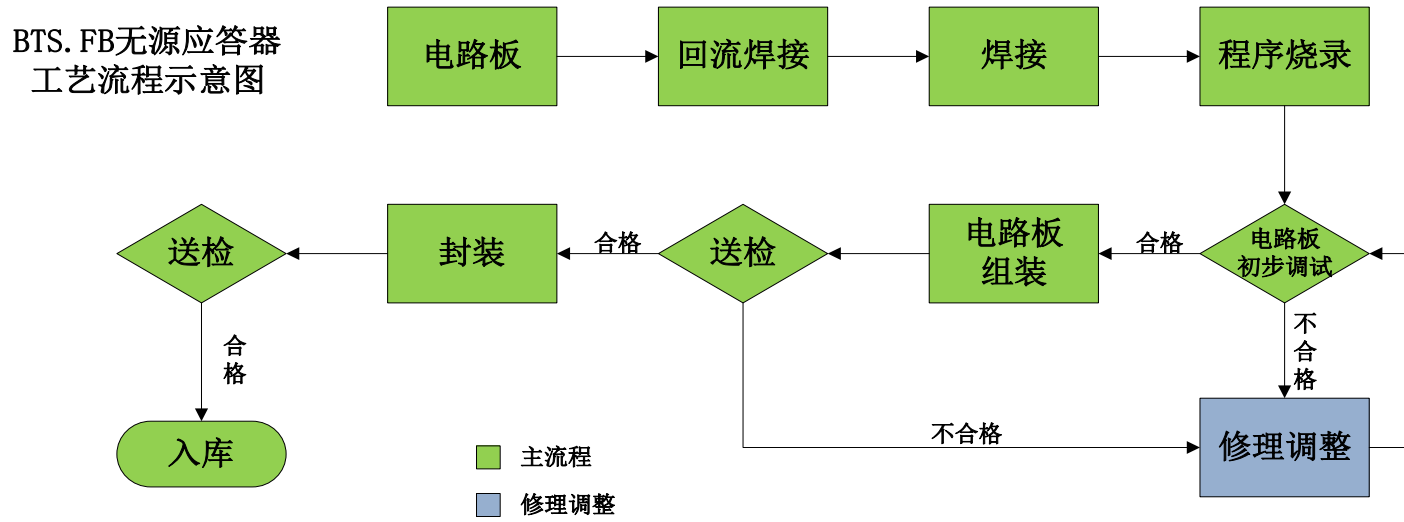 BTS.FB无源应答器
工艺流程示意图
电路板
回流焊接
焊接
程序烧录
送检
封装
合格
送检
电路板
组装
合格
电路板
初步调试
合格
不合格
入库
不合格
修理调整
主流程
修理调整